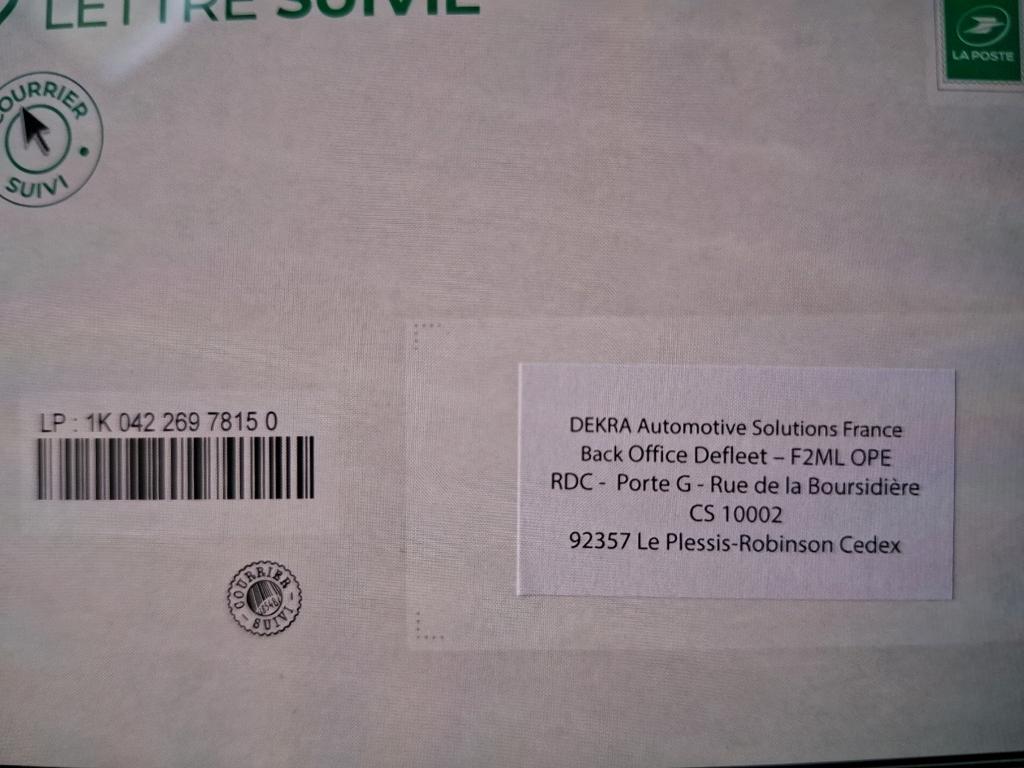 LETTRE SUIVIE
LA POSTE
COURRIER
SUIVI
LP : 1K 042 269 7815 0
DEKRA Automotive Solutions France
Back Office Defleet – F2ML OPE
RDC - Porte G - Rue de la Boursidière
CS 10002
92357 Le Plessis-Robinson Cedex
COURRIER
SUIVI